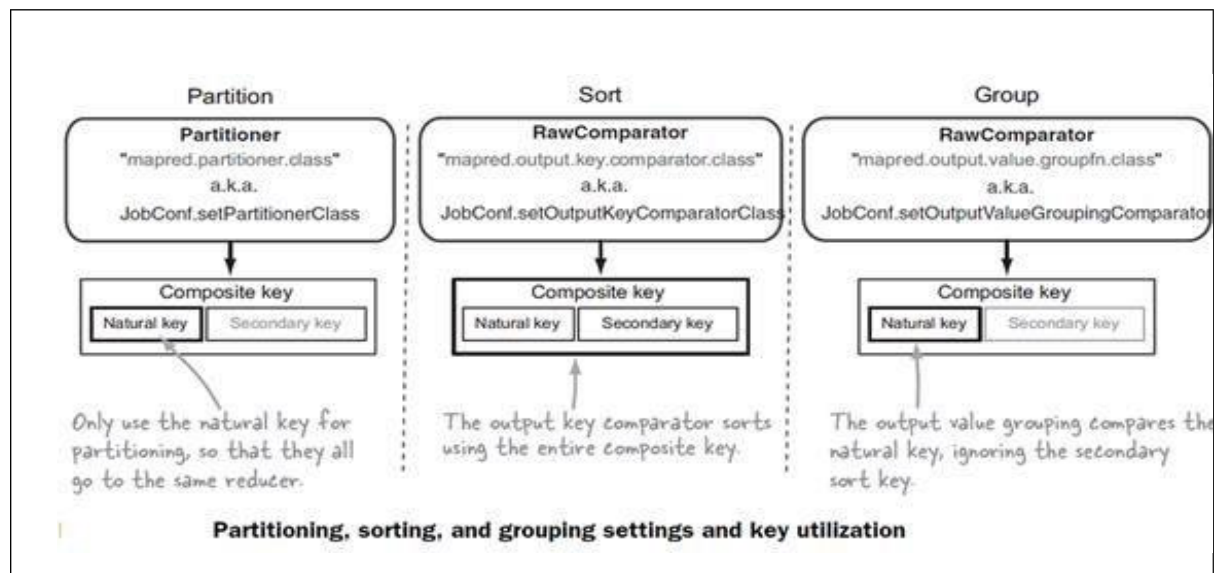 Partition
Partitioner
"mapred.partitioner.class"
a.k.a.
JobConf.setPartitionerClass
Composite key
Natural key
Secondary key
Only use the natural key for
partitioning, so that they all
go to the same reducer.
Sort
RawComparator
"mapred.output.key.comparator.class"
a.k.a.
JobConf.setOutputKeyComparatorClass
Composite key
Natural key
Secondary key
The output key comparator sorts
using the entire composite key.
Group
RawComparator
"mapred.output.value.groupfn.class"
a.k.a.
JobConf.setOutputValueGroupingComparator
Composite key
Natural key
Secondary key
The output value grouping compares the
natural key, ignoring the secondary
sort key.
Partitioning, sorting, and grouping settings and key utilization